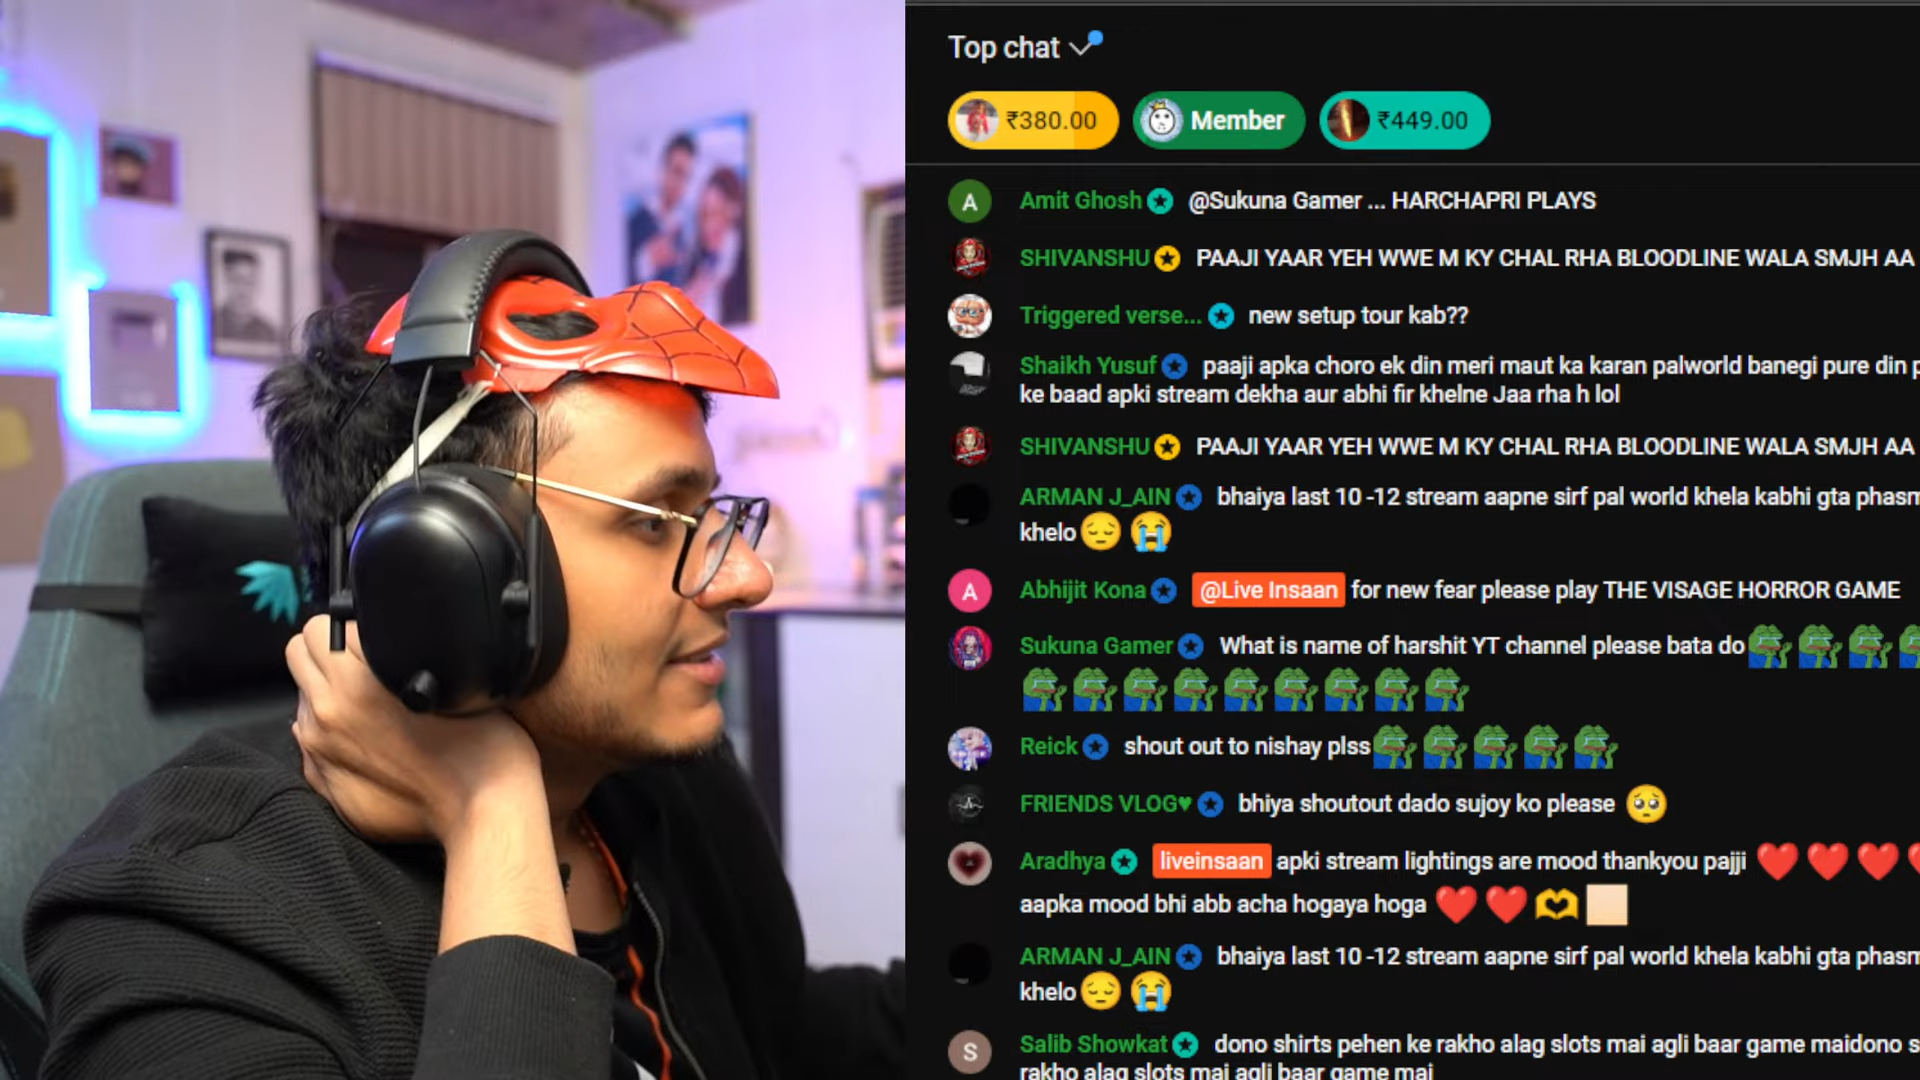 Top chat
₹380.00 Member ₹449.00
Amit Ghosh @Sukuna Gamer ... HARCHAPRI PLAYS
SHIVANSHU PAAJI YAAR YEH WWE M KY CHAL RHA BLOODLINE WALA SMJH AA
Triggered verse... new setup tour kab??
Shaikh Yusuf paaji apka choro ek din meri maut ka karan palworld banegi pure din
ke baad apki stream dekha aur abhi fir khelne Jaa rha h lol
SHIVANSHU PAAJI YAAR YEH WWE M KY CHAL RHA BLOODLINE WALA SMJH AA
ARMAN J_AIN bhaiya last 10 -12 stream aapne sirf pal world khela kabhi gta
khelo😔😭
Abhijit Kona @Live Insaan for new fear please play THE VISAGE HORROR GAME
Sukuna Gamer What is name of harshit YT channel please bata do
Reick shout out to nishay plss
FRIENDS VLOG♥ bhiya shoutout dado sujoy ko please 🥺
Aradhya liveinsaan apki stream lightings are mood thankyou pajji ❤️❤️❤️
aapka mood bhi abb acha hogaya hoga ❤️❤️🫶🏻
ARMAN J_AIN bhaiya last 10 -12 stream aapne sirf pal world khela kabhi gta
khelo😔😭
Salib Showkat dono shirts pehen ke rakho alag slots mai agli baar game maidono
rakho alag slots mai agli baar game mai